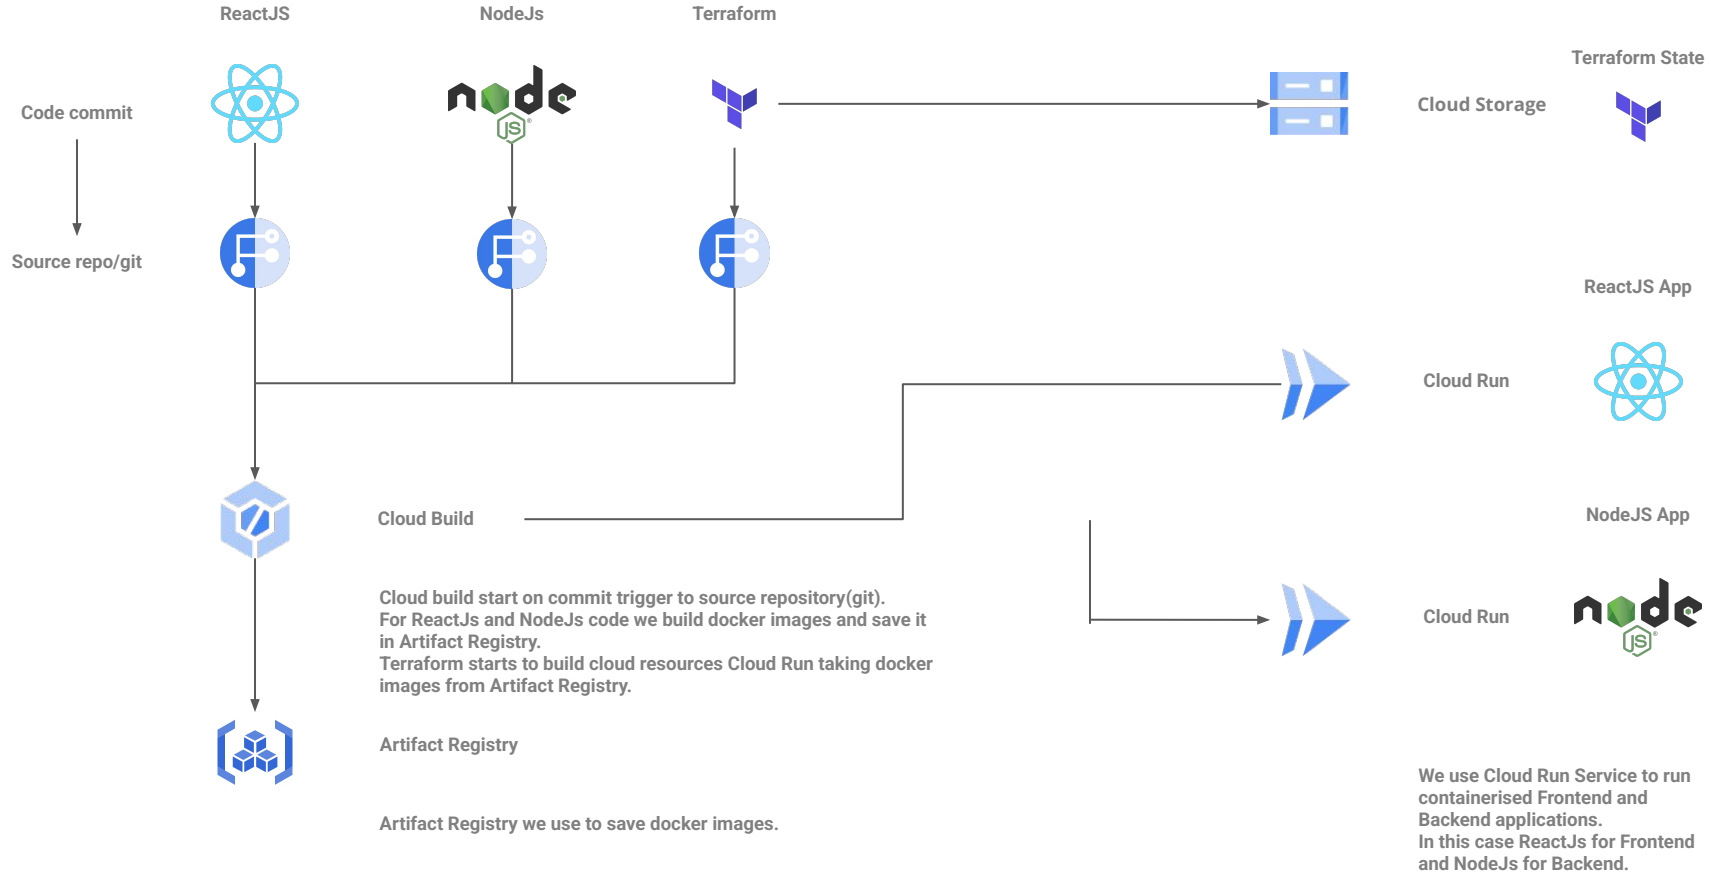 ReactJS
NodeJs
Terraform
Terraform State
node
JS
Code commit
Cloud Storage
Source repo/git
ReactJS App
Cloud Run
Cloud Build
NodeJS App
Cloud build start on commit trigger to source repository(git).
For ReactJs and NodeJs code we build docker images and save it
in Artifact Registry.
Terraform starts to build cloud resources Cloud Run taking docker
images from Artifact Registry.
Cloud Run
node
JS
Artifact Registry
Artifact Registry we use to save docker images.
We use Cloud Run Service to run
containerised Frontend and
Backend applications.
In this case ReactJs for Frontend
and NodeJs for Backend.